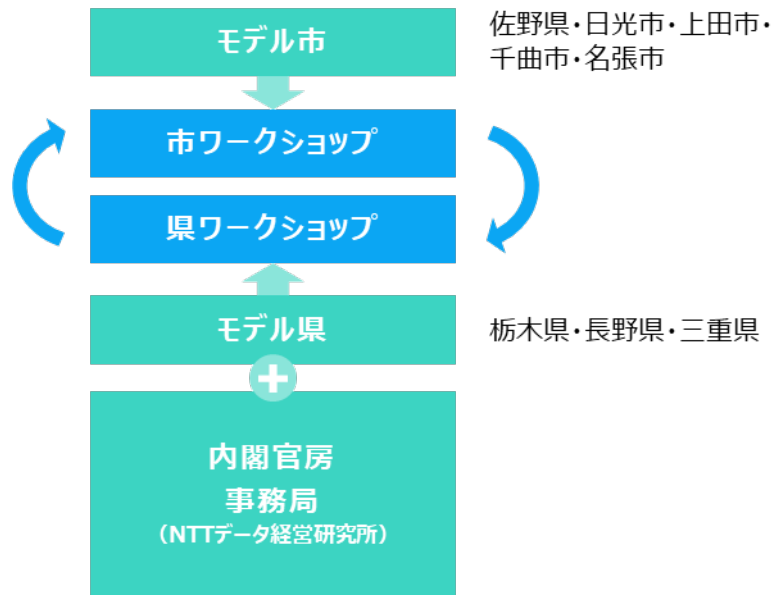 モデル市
佐野県・日光市・上田市・
千曲市・名張市
市ワークショップ
県ワークショップ
モデル県
栃木県・長野県・三重県
内閣官房
事務局
（NTTデータ経営研究所）